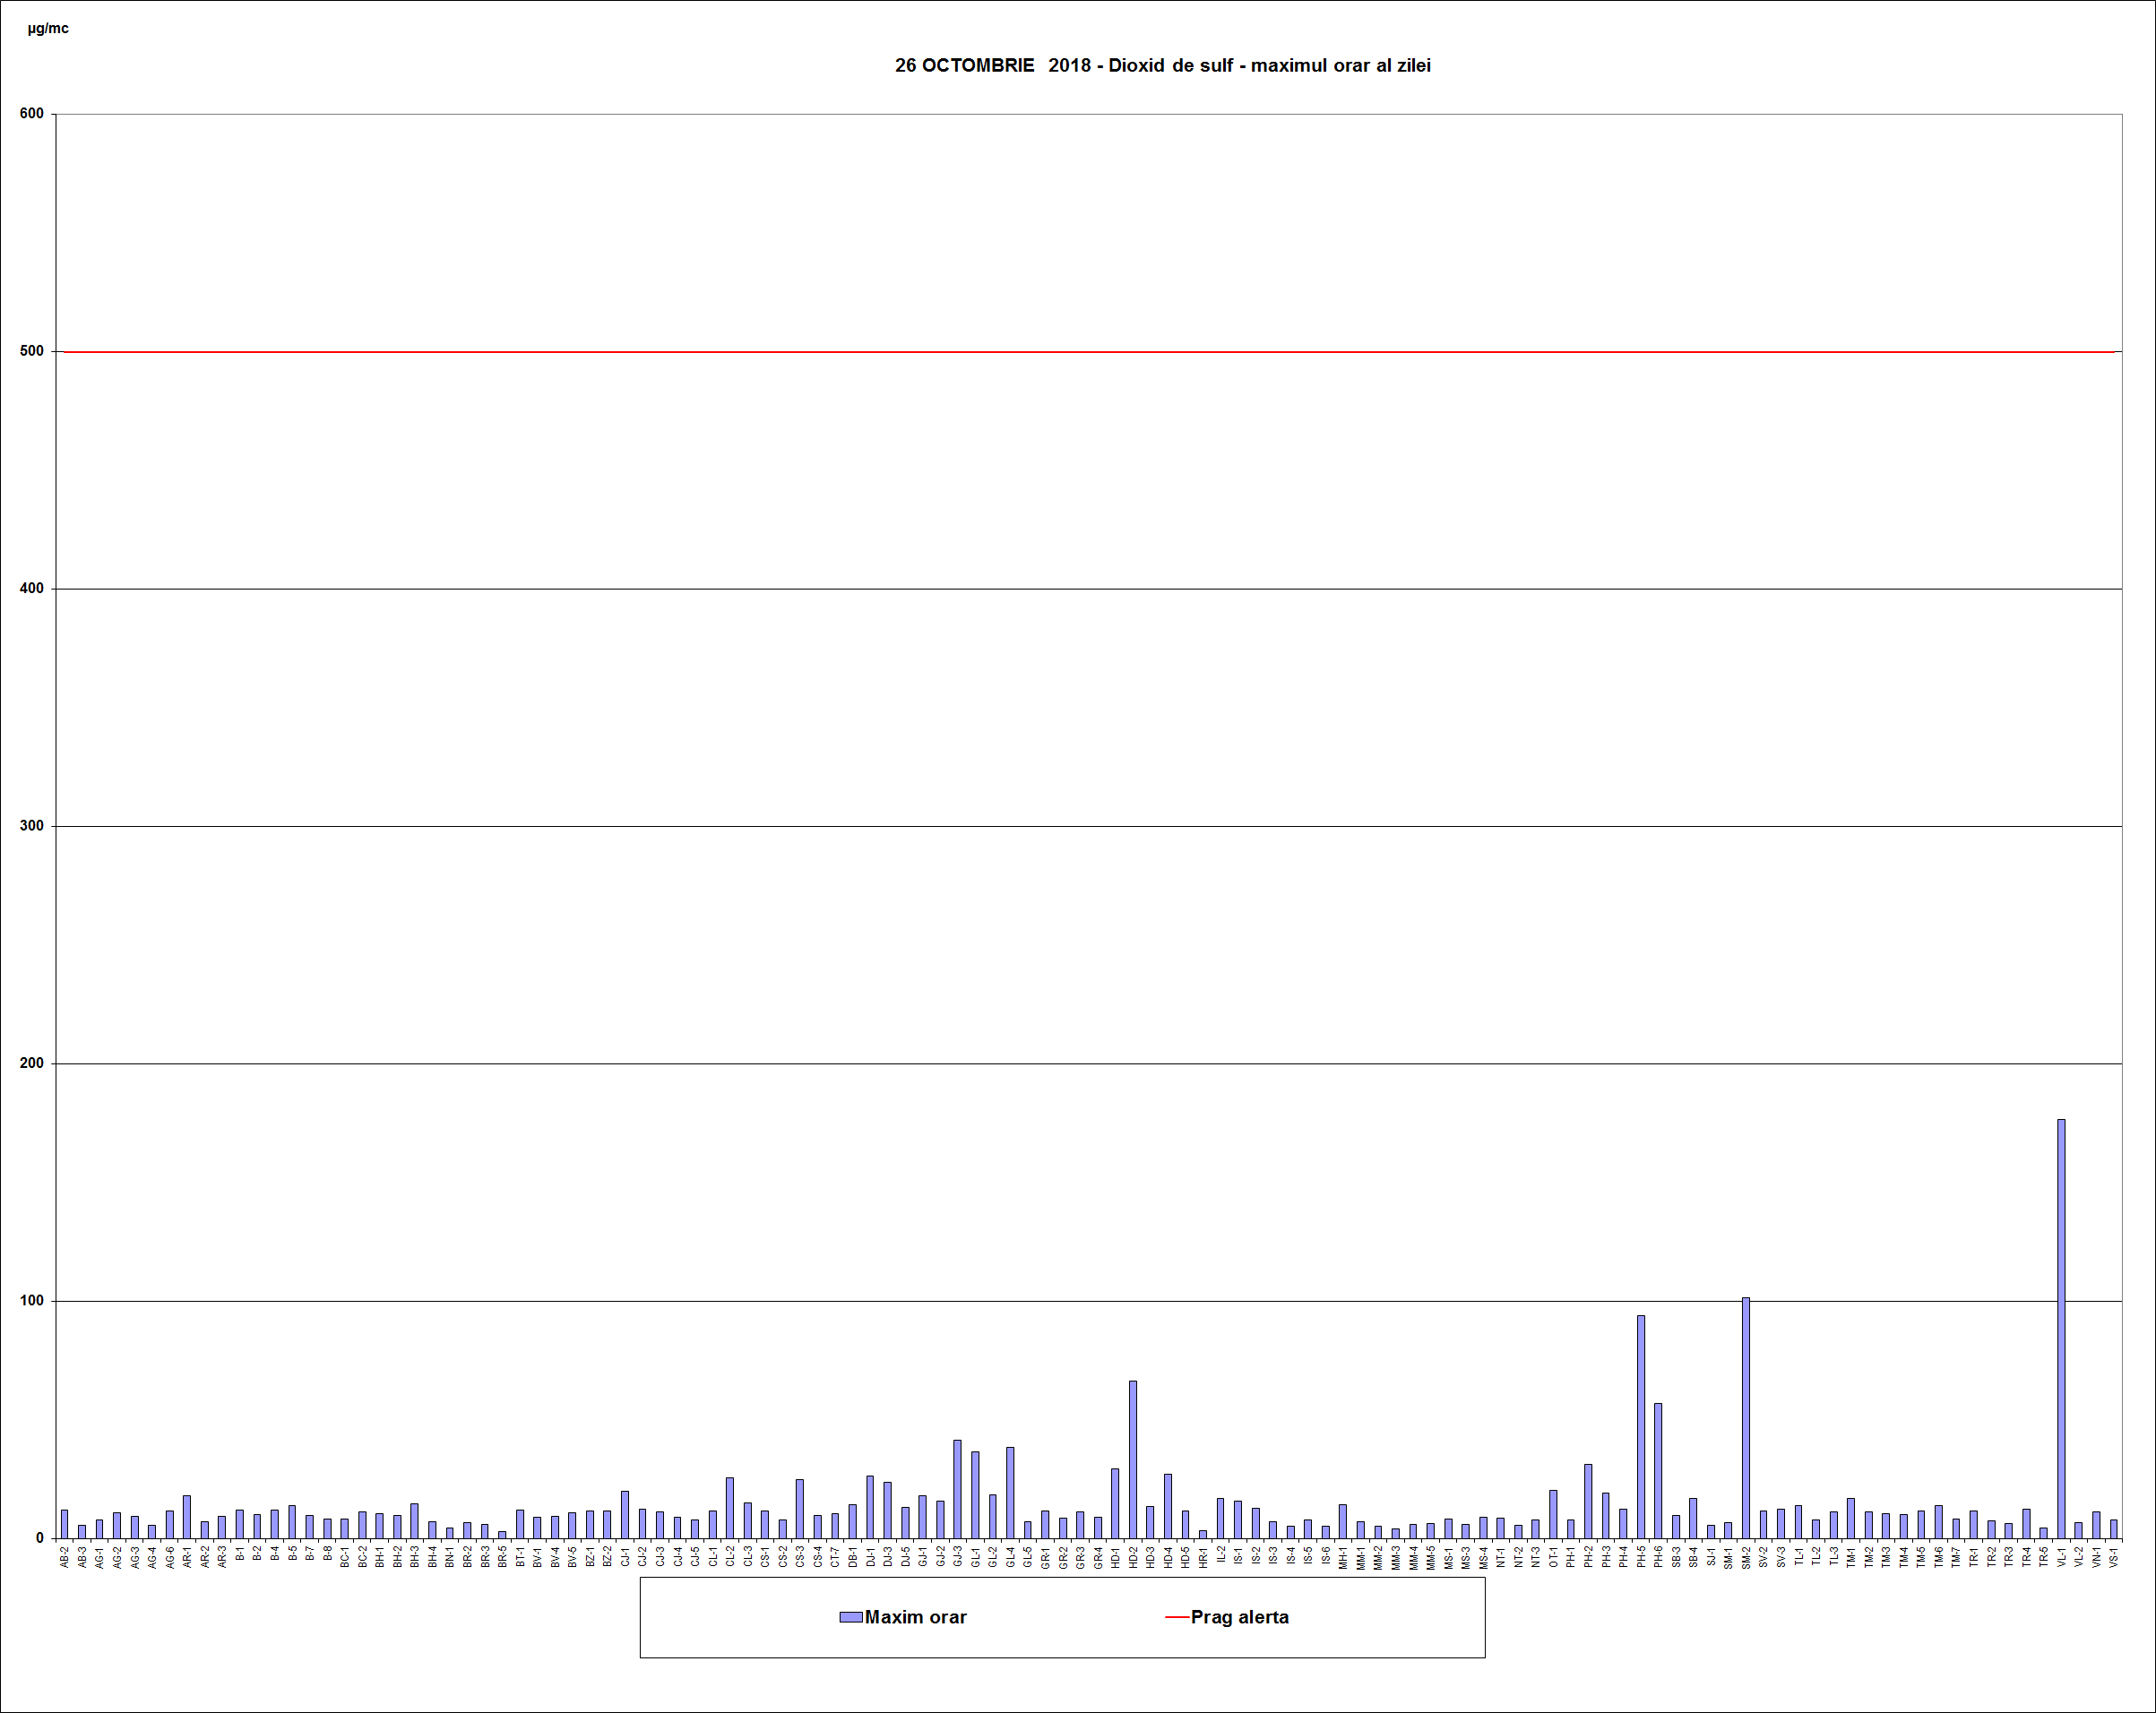 µg/mc
26 OCTOMBRIE 2018 - Dioxid de sulf - maximul orar al zilei
600
500
400
300
200
100
0
AB-2 AB-3 AG-1 AG-2 AG-3 AG-4 AG-6 AR-1 AR-2 AR-3 B-1 B-2 B-4 B-5 B-7 B-8 BC-1 BC-2 BH-1 BH-2 BH-3 BH-4 BN-1 BR-2 BR-3 BR-5 BT-1 BV-1 BV-4 BV-5 BZ-1 BZ-2 CJ-1 CJ-2 CJ-3 CJ-4 CJ-5 CL-1 CL-2 CL-3 CS-1 CS-2 CS-3 CS-4 CT-7 DB-1 DJ-1 DJ-3 DJ-5 GJ-1 GJ-2 GJ-3 GL-1 GL-2 GL-4 GL-5 GR-1 GR-2 GR-3 GR-4 HD-1 HD-2 HD-3 HD-4 HD-5 HR-1 IL-2 IS-1 IS-2 IS-3 IS-4 IS-5 IS-6 MH-1 MM-1 MM-2 MM-3 MM-4 MM-5 MS-1 MS-3 MS-4 NT-1 NT-2 NT-3 OT-1 PH-1 PH-2 PH-3 PH-4 PH-5 PH-6 SB-3 SB-4 SJ-1 SM-1 SM-2 SV-2 SV-3 TL-1 TL-2 TL-3 TM-1 TM-2 TM-3 TM-4 TM-5 TM-6 TM-7 TR-1 TR-2 TR-3 TR-4 TR-5 VL-1 VL-2 VN-1 VS-1
Maxim orar Prag alerta